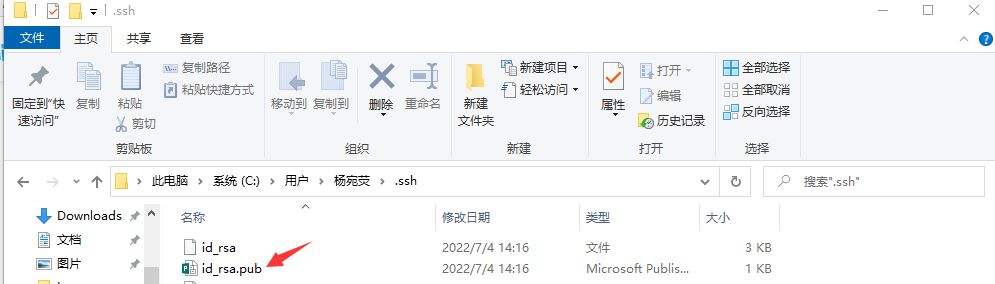 .ssh
文件 主页 共享 查看
固定到"快速访问"
复制
粘贴
复制路径
粘贴快捷方式
剪切
剪贴板
移动到 复制到 删除 重命名
组织
新建文件夹
新建项目
轻松访问
新建
属性
打开
编辑
历史记录
打开
全部选择
全部取消
反向选择
选择
此电脑 系统 (C:) 用户 杨宛荧 .ssh
搜索".ssh"
Downloads
文档
图片
名称 修改日期 类型 大小
id_rsa 2022/7/4 14:16 文件 3 KB
id_rsa.pub 2022/7/4 14:16 Microsoft Publis... 1 KB